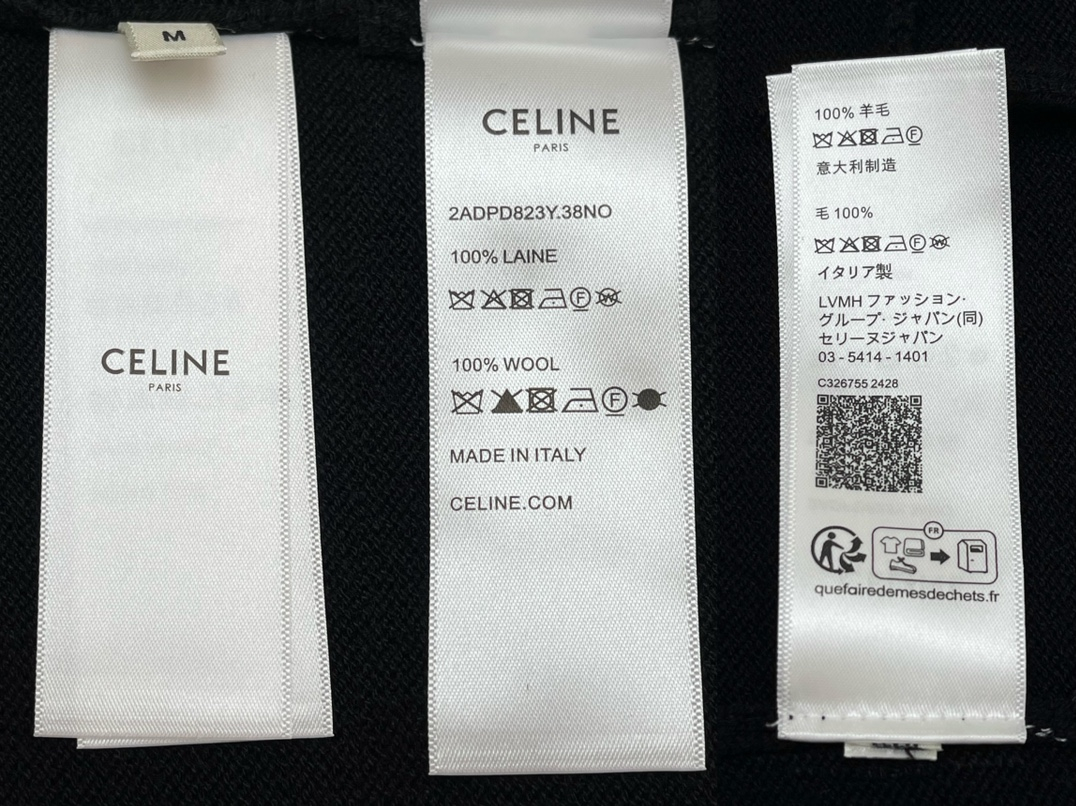 M
CELINE
PARIS
CELINE
PARIS
2ADPD823Y.38NO
100% LAINE
F W
100% WOOL
F
MADE IN ITALY
CELINE.COM
100% 羊毛
F
意大利制造
毛 100%
F W
イタリア製
LVMH ファッション·
グループ· ジャパン(同)
セリーヌジャパン
03 - 5414 - 1401
C326755 2428
FR
quefairedemesdechets.fr